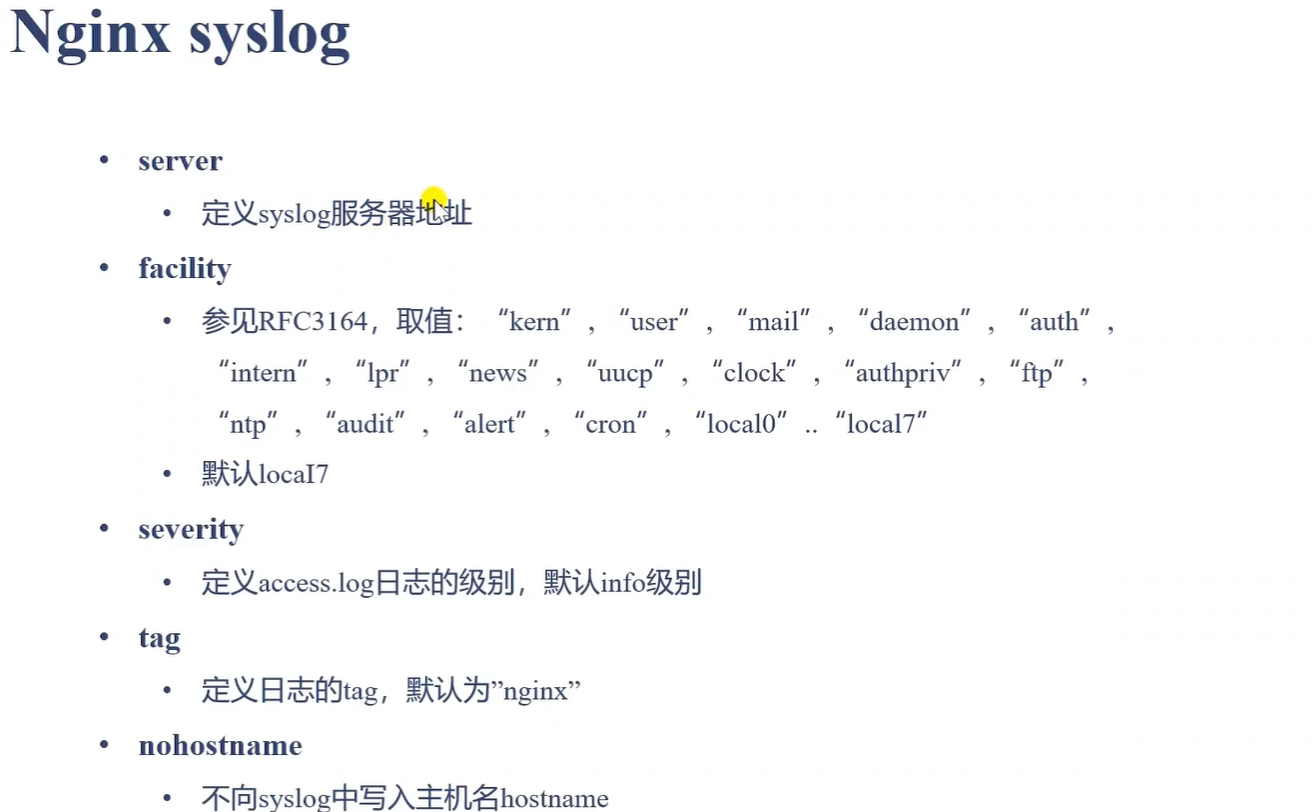 Nginx syslog
• server
• 定义syslog服务器地址
• facility
• 参见RFC3164，取值：“kern”，“user”，“mail”，“daemon”，“auth”，
“intern”，“lpr”，“news”，“uucp”，“clock”，“authpriv”，“ftp”，
“ntp”，“audit”，“alert”，“cron”，“local0”..“local7”
• 默认locaI7
• severity
• 定义access.log日志的级别，默认info级别
• tag
• 定义日志的tag，默认为”nginx”
• nohostname
• 不向syslog中写入主机名hostname